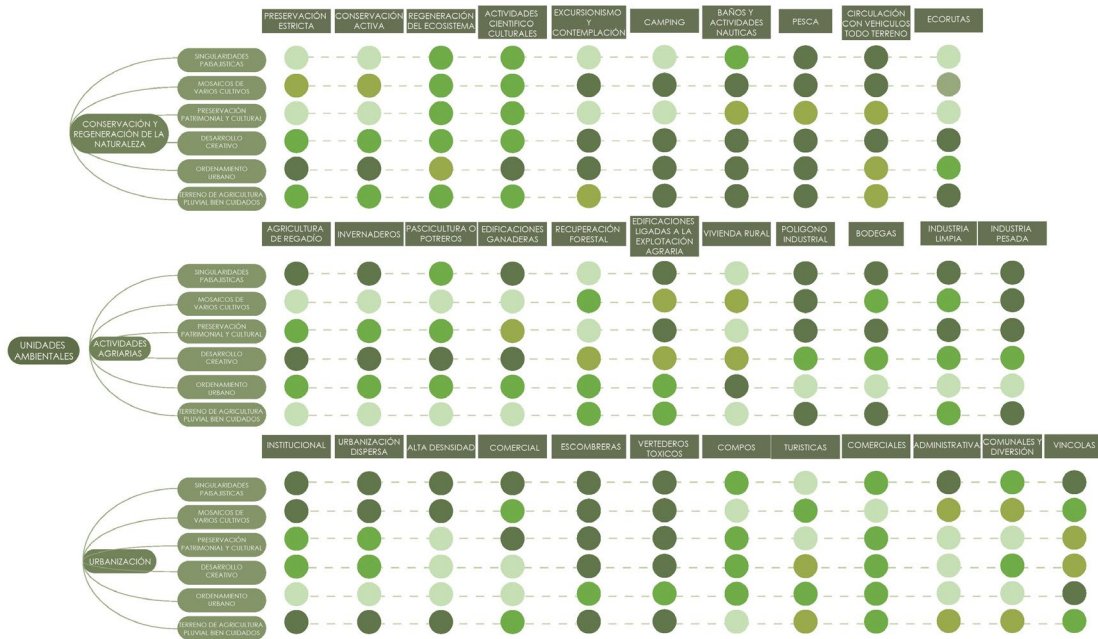 PRESERVACIÓN
ESTRICTA
CONSERVACIÓN
ACTIVA
REGENERACIÓN
DEL ECOSISTEMA
ACTIVIDADES
CIENTIFICO
CULTURALES
EXCURSIONISMO
Y
CONTEMPLACIÓN
CAMPING
BAÑOS Y
ACTIVIDADES
NAUTICAS
PESCA
CIRCULACIÓN
CON VEHICULOS
TODO TERRENO
ECORUTAS
CONSERVACIÓN Y
REGENERACIÓN DE LA
NATURALEZA
SINGULARIDADES
PAISAJÍSTICAS
MOSAICOS DE
VARIOS CULTIVOS
PRESERVACIÓN
PATRIMONIAL Y CULTURAL
DESARROLLO
CREATIVO
ORDENAMIENTO
URBANO
TERRENO DE AGRICULTURA
PLUVIAL BIEN CUIDADOS
AGRICULTURA
DE REGADÍO
INVERNADEROS
PASCICULTURA O
POTREROS
EDIFICACIONES
GANADERAS
RECUPERACIÓN
FORESTAL
EDIFICACIONES
LIGADAS A LA
EXPLOTACIÓN
AGRARIA
VIVIENDA RURAL
POLIGONO
INDUSTRIAL
BODEGAS
INDUSTRIA
LIMPIA
INDUSTRIA
PESADA
UNIDADES
AMBIENTALES
ACTIVIDADES
AGRIARIAS
SINGULARIDADES
PAISAJÍSTICAS
MOSAICOS DE
VARIOS CULTIVOS
PRESERVACIÓN
PATRIMONIAL Y CULTURAL
DESARROLLO
CREATIVO
ORDENAMIENTO
URBANO
TERRENO DE AGRICULTURA
PLUVIAL BIEN CUIDADOS
INSTITUCIONAL
URBANIZACIÓN
DISPERSA
ALTA DESNSIDAD
COMERCIAL
ESCOMBRERAS
VERTEDEROS
TOXICOS
COMPOS
TURISTICAS
COMERCIALES
ADMINISTRATIVA
COMUNALES Y
DIVERSIÓN
VINCOLAS
URBANIZACIÓN
SINGULARIDADES
PAISAJÍSTICAS
MOSAICOS DE
VARIOS CULTIVOS
PRESERVACIÓN
PATRIMONIAL Y CULTURAL
DESARROLLO
CREATIVO
ORDENAMIENTO
URBANO
TERRENO DE AGRICULTURA
PLUVIAL BIEN CUIDADOS